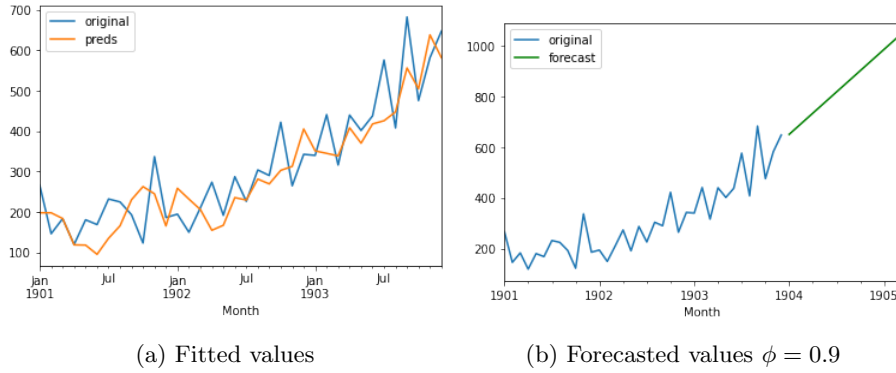 700
600
500
400
300
200
100
original
preds
Jan
1901
Jul
Jan
1902
Jul
Jan
1903
Jul
Month
(a) Fitted values
1000
800
600
400
200
original
forecast
1901
1902
1903
1904
1905
Month
(b) Forecasted values ϕ = 0.9